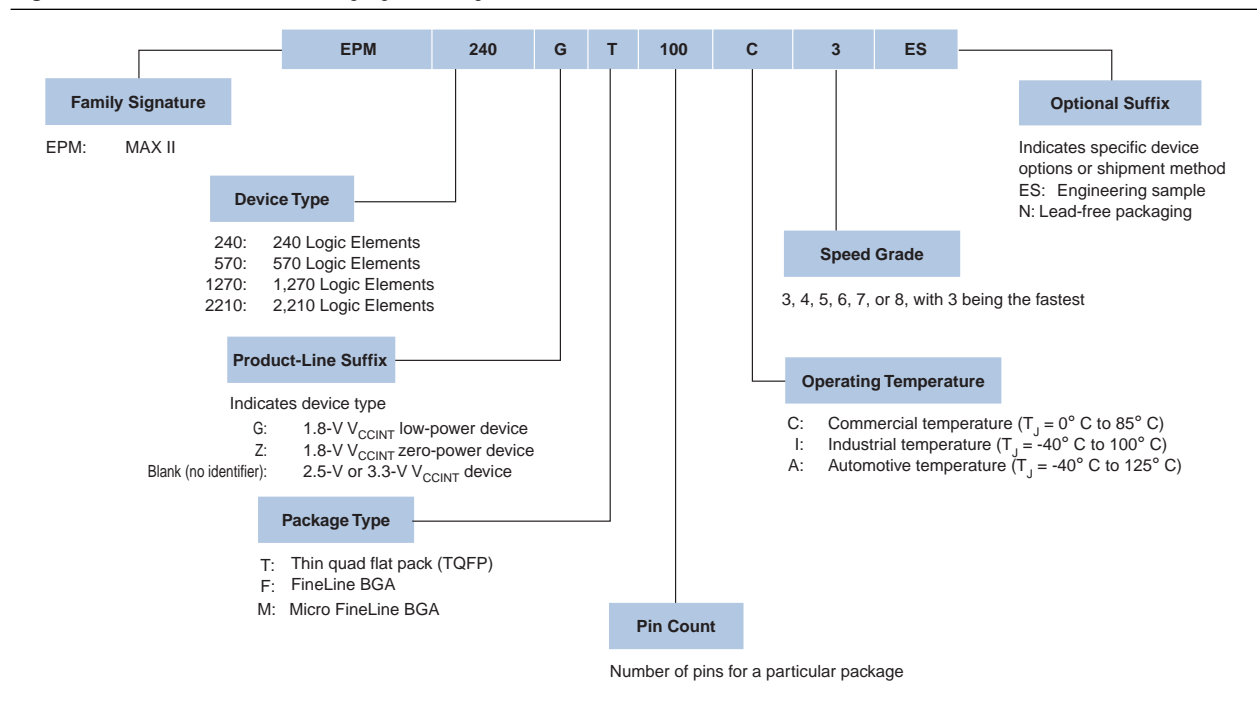 EPM 240 G T 100 C 3 ES
Family Signature
EPM: MAX II
Optional Suffix
Indicates specific device
options or shipment method
ES: Engineering sample
N: Lead-free packaging
Device Type
240: 240 Logic Elements
570: 570 Logic Elements
1270: 1,270 Logic Elements
2210: 2,210 Logic Elements
Speed Grade
3, 4, 5, 6, 7, or 8, with 3 being the fastest
Product-Line Suffix
Indicates device type
G: 1.8-V VCCINT low-power device
Z: 1.8-V VCCINT zero-power device
Blank (no identifier): 2.5-V or 3.3-V VCCINT device
Operating Temperature
C: Commercial temperature (TJ = 0° C to 85° C)
I: Industrial temperature (TJ = -40° C to 100° C)
A: Automotive temperature (TJ = -40° C to 125° C)
Package Type
T: Thin quad flat pack (TQFP)
F: FineLine BGA
M: Micro FineLine BGA
Pin Count
Number of pins for a particular package